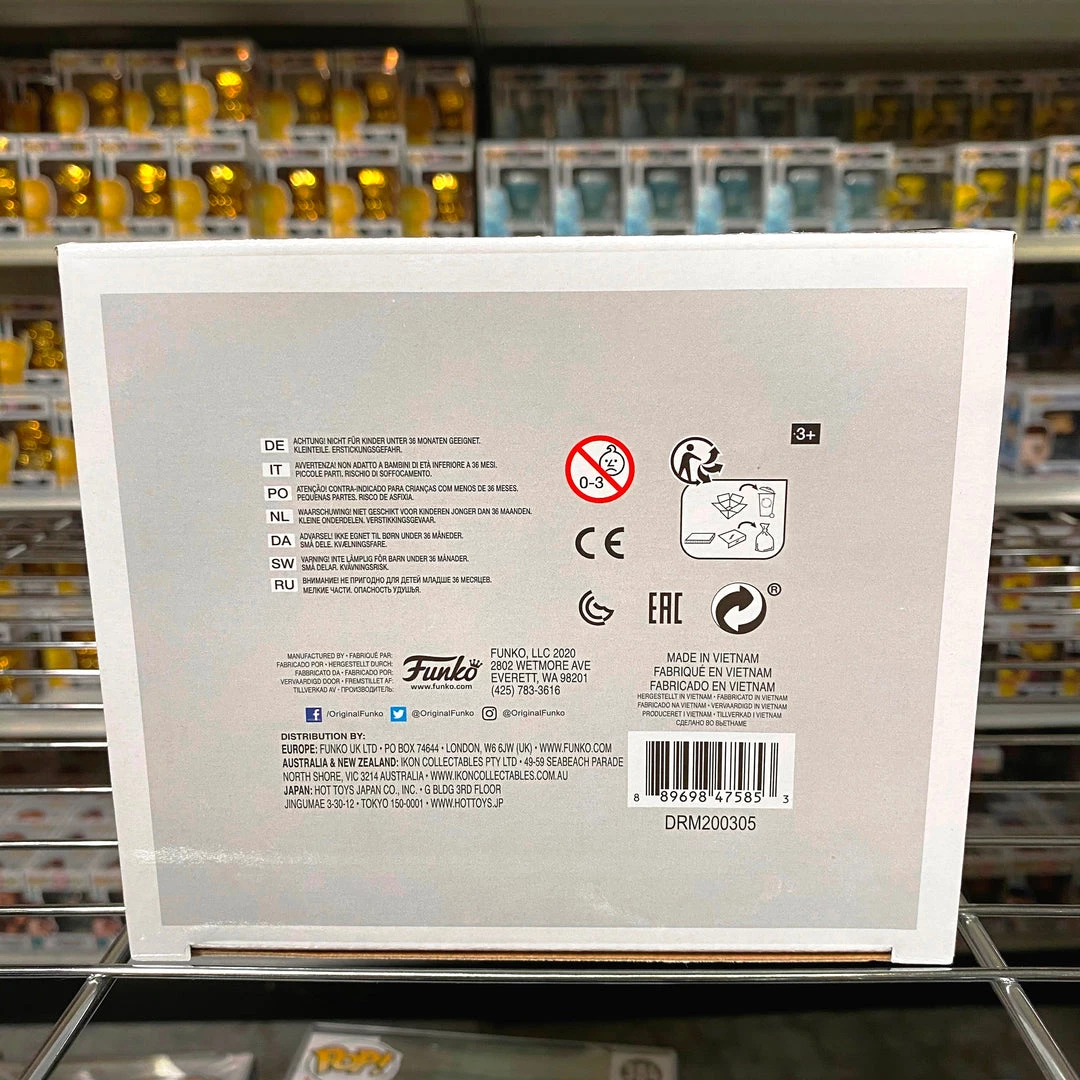 DE ACHTUNG! NICHT FÜR KINDER UNTER 36 MONATEN GEEIGNET.
KLEINTEILE. ERSTICKUNGSGEFAHR.
IT AVVERTENZA! NON ADATTO A BAMBINI DI ETÀ INFERIORE A 36 MESI.
PICCOLE PARTI, RISCHIO DI SOFFOCAMENTO.
PO ATENÇÃO! CONTRA-INDICADO PARA CRIANÇAS COM MENOS DE 36 MESES.
PEQUENAS PARTES. RISCO DE ASFIXIA.
NL WAARSCHUWING! NIET GESCHIKT VOOR KINDEREN JONGER DAN 36 MAANDEN.
KLEINE ONDERDELEN. VERSTIKKINGSGEVAAR.
DA ADVARSEL! IKKE EGNET TIL BØRN UNDER 36 MÅNEDER.
SMÅ DELE. KVÆLNINGSFARE.
SW VARNING! INTE LÄMPLIG FÖR BARN UNDER 36 MÅNADER.
SMÅ DELAR. KVÄVNINGSRISK.
RU ВНИМАНИЕ! НЕ ПРИГОДНО ДЛЯ ДЕТЕЙ МЛАДШЕ 36 МЕСЯЦЕВ.
МЕЛКИЕ ЧАСТИ. ОПАСНОСТЬ УДУШЬЯ.
0-3
3+
CE
EAC
®
MANUFACTURED BY • FABRIQUÉ PAR:
FABRICADO POR • HERGESTELLT DURCH:
FABBRICATO DA • FABRICADO POR:
VERVAARDIGD DOOR • FREMSTILLET AF:
TILLVERKAD AV • ПРОИЗВОДИТЕЛЬ:
Funko
www.funko.com
FUNKO, LLC 2020
2802 WETMORE AVE
EVERETT, WA 98201
(425) 783-3616
/OriginalFunko @OriginalFunko @OriginalFunko
MADE IN VIETNAM
FABRIQUÉ EN VIETNAM
FABRICADO EN VIETNAM
HERGESTELLT IN VIETNAM • FABBRICATO IN VIETNAM
FABRICADO NA VIETNAM • VERVAARDIGD IN VIETNAM
PRODUCERET I VIETNAM • TILLVERKAD I VIETNAM
СДЕЛАНО ВО ВЬЕТНАМЕ
DISTRIBUTION BY:
EUROPE: FUNKO UK LTD • PO BOX 74644 • LONDON, W6 6JW (UK) • WWW.FUNKO.COM
AUSTRALIA & NEW ZEALAND: IKON COLLECTABLES PTY LTD • 49-59 SEABEACH PARADE
NORTH SHORE, VIC 3214 AUSTRALIA • WWW.IKONCOLLECTABLES.COM.AU
JAPAN: HOT TOYS JAPAN CO., INC. • G BLDG 3RD FLOOR
JINGUMAE 3-30-12 • TOKYO 150-0001 • WWW.HOTTOYS.JP
8 89698 47585 3
DRM200305
POP!